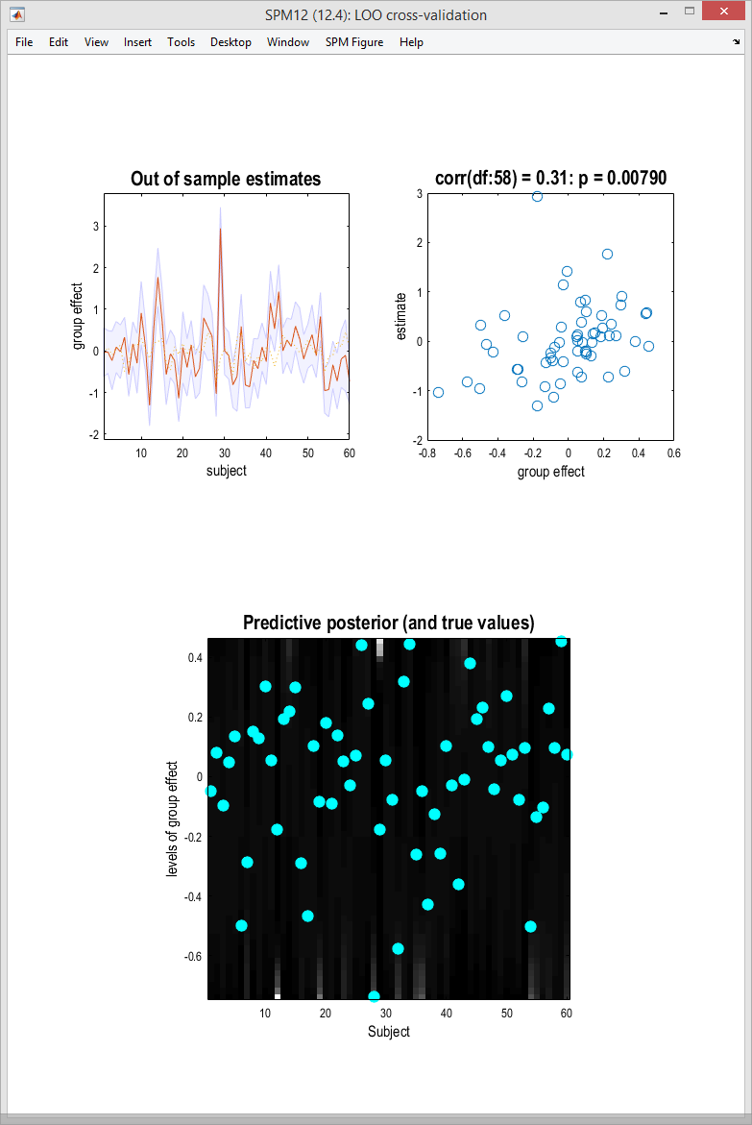 SPM12 (12.4): LOO cross-validation
File Edit View Insert Tools Desktop Window SPM Figure Help
Out of sample estimates
group effect
3
2
1
0
-1
-2
10 20 30 40 50 60
subject
corr(df:58) = 0.31: p = 0.00790
estimate
3
2
1
0
-1
-2
-0.8 -0.6 -0.4 -0.2 0 0.2 0.4 0.6
group effect
Predictive posterior (and true values)
levels of group effect
0.4
0.2
0
-0.2
-0.4
-0.6
10 20 30 40 50 60
Subject